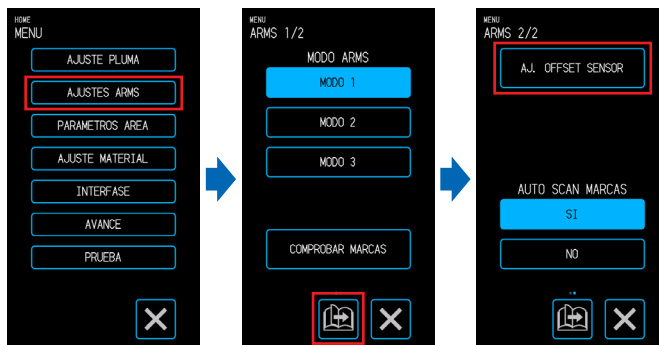 HOME
MENU
AJUSTE PLUMA
AJUSTES ARMS
PARAMETROS AREA
AJUSTE MATERIAL
INTERFASE
AVANCE
PRUEBA
MENU
ARMS 1/2
MODO ARMS
MODO 1
MODO 2
MODO 3
COMPROBAR MARCAS
MENU
ARMS 2/2
AJ. OFFSET SENSOR
AUTO SCAN MARCAS
SI
NO